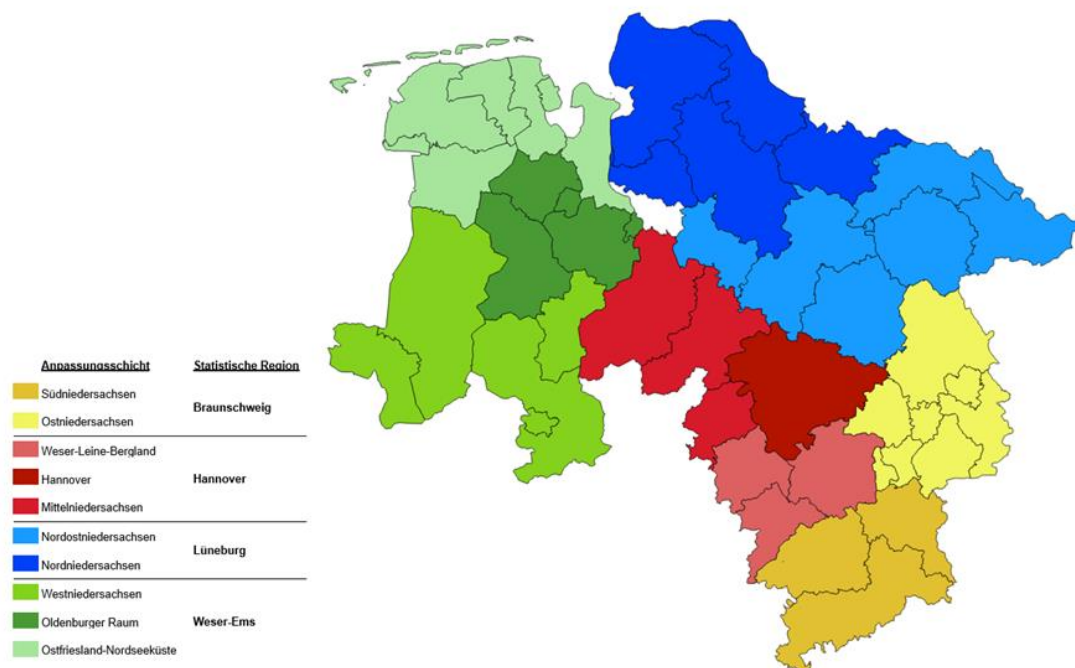 Anpassungsschicht Statistische Region
Südniedersachsen
Braunschweig
Ostniedersachsen
Weser-Leine-Bergland
Hannover Hannover
Mittelniedersachsen
Nordostniedersachsen
Lüneburg
Nordniedersachsen
Westniedersachsen
Oldenburger Raum Weser-Ems
Ostfriesland-Nordseeküste